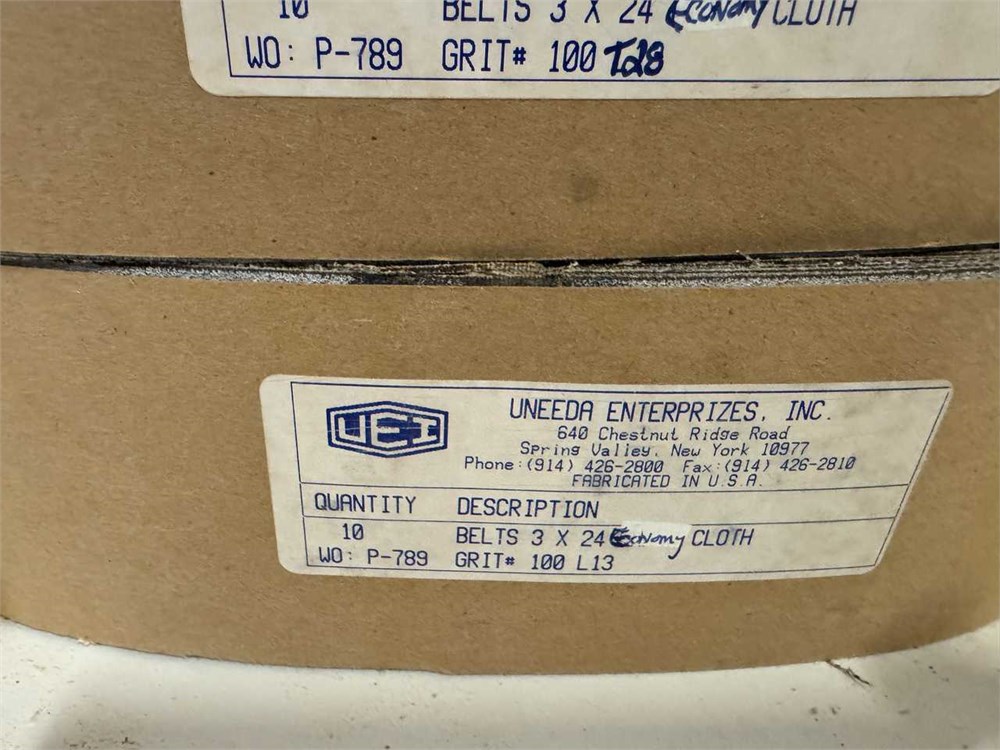 10 BELTS 3 X 24 Economy CLOTH
WO: P-789 GRIT# 100 T28
UEI
UNEEDA ENTERPRIZES, INC.
640 Chestnut Ridge Road
Spring Valley, New York 10977
Phone:(914) 426-2800 Fax:(914) 426-2810
FABRICATED IN U.S.A.
QUANTITY DESCRIPTION
10 BELTS 3 X 24 Economy CLOTH
WO: P-789 GRIT# 100 L13